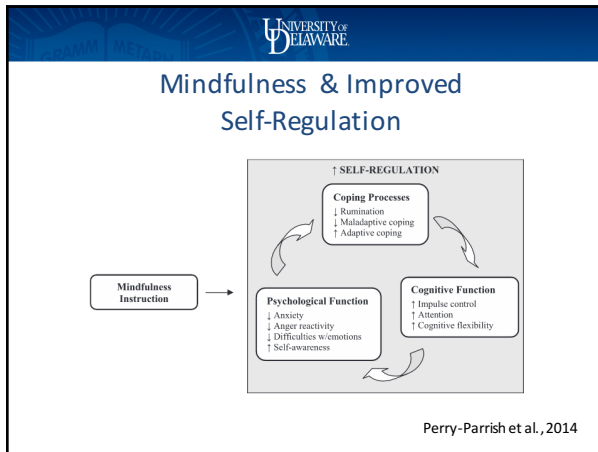 GRAMM METAPH
UNIVERSITY OF
DELAWARE.
Mindfulness & Improved
Self-Regulation
↑ SELF-REGULATION
Coping Processes
↓ Rumination
↓ Maladaptive coping
↑ Adaptive coping
Mindfulness
Instruction
Psychological Function
↓ Anxiety
↓ Anger reactivity
↓ Difficulties w/emotions
↑ Self-awareness
Cognitive Function
↑ Impulse control
↑ Attention
↑ Cognitive flexibility
Perry-Parrish et al., 2014